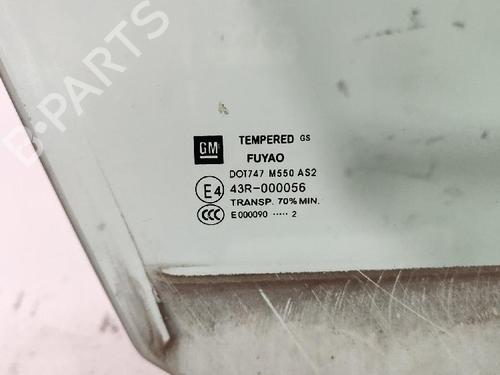 GM TEMPERED GS
FUYAO
DOT747 M550 AS2
E4 43R-000056
CCC TRANSP. 70% MIN.
E000090 ····· 2
B-PARTS